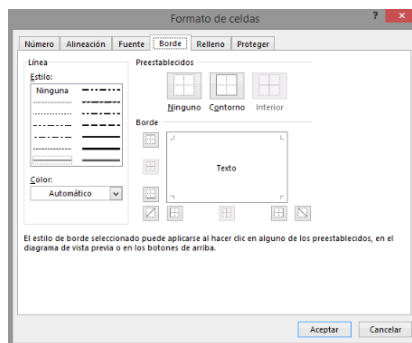 Formato de celdas
? ×
Número Alineación Fuente Borde Relleno Proteger
Línea
Estilo:
Ninguna
Color:
Automático
Preestablecidos
Ninguno Contorno Interior
Borde
Texto
El estilo de borde seleccionado puede aplicarse al hacer clic en alguno de los preestablecidos, en el
diagrama de vista previa o en los botones de arriba.
Aceptar Cancelar